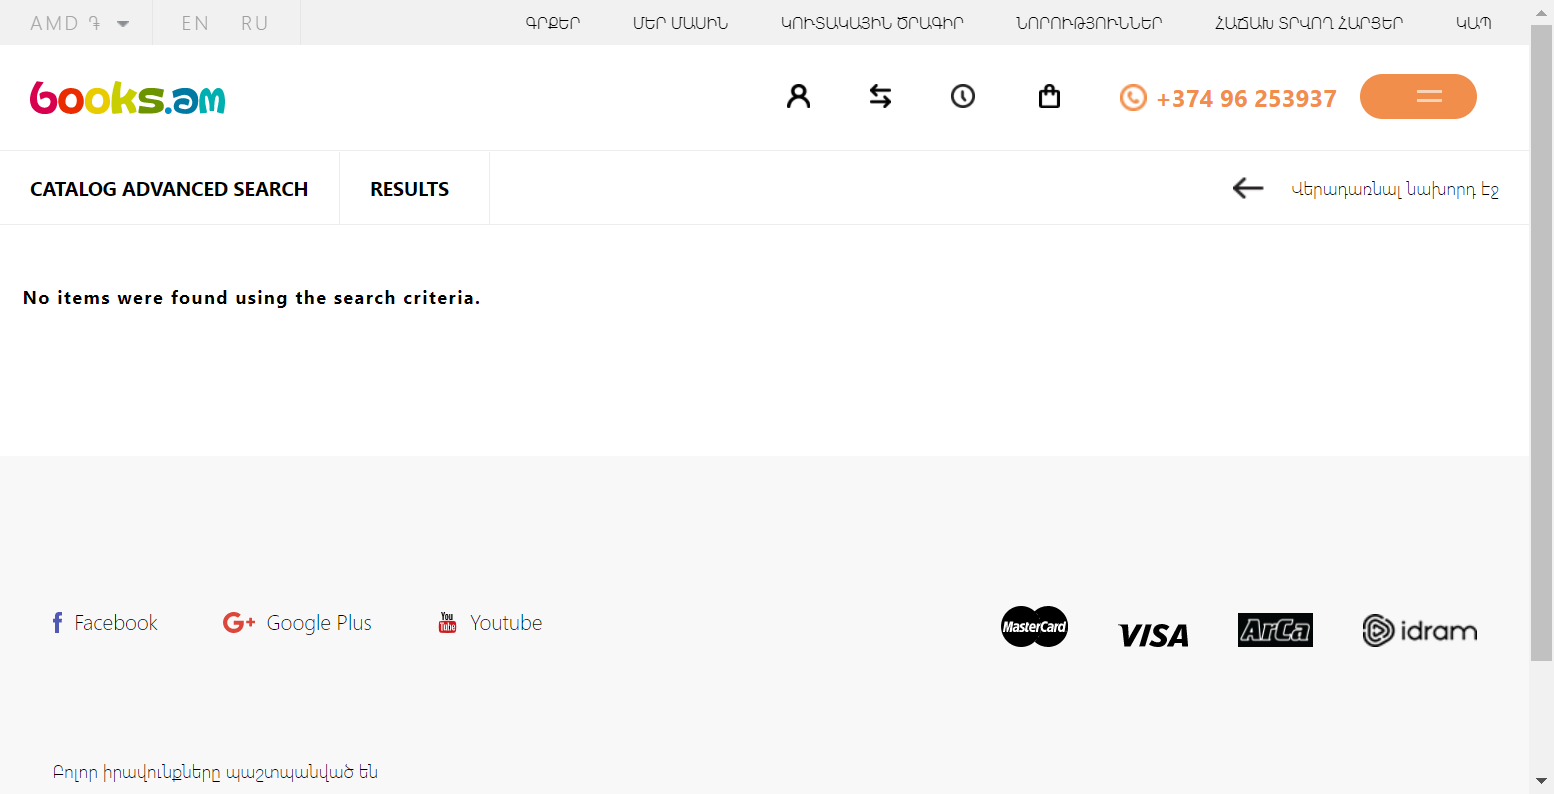 AMD ֏
EN RU
ԳՐՔԵՐ ՄԵՐ ՄԱՍԻՆ ԿՈՒՏԱԿԱՅԻՆ ԾՐԱԳԻՐ ՆՈՐՈՒԹՅՈՒՆՆԵՐ ՀԱՃԱԽ ՏՐՎՈՂ ՀԱՐՑԵՐ ԿԱՊ
books.am
+374 96 253937
CATALOG ADVANCED SEARCH
RESULTS
Վերադառնալ նախորդ էջ
No items were found using the search criteria.
Facebook
Google Plus
You Tube Youtube
MasterCard
VISA
ArCa
idram
Բոլոր իրավունքները պաշտպանված են